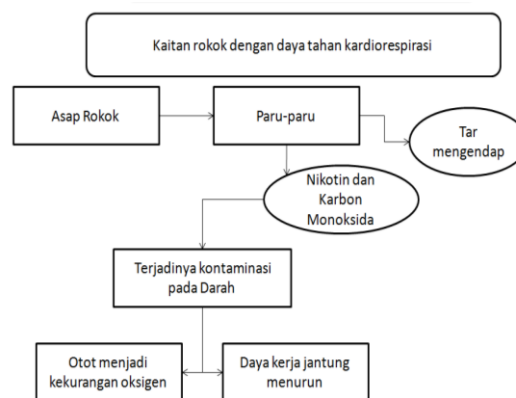 Kaitan rokok dengan daya tahan kardiorespirasi
Asap Rokok
Paru-paru
Tar
mengendap
Nikotin dan
Karbon
Monoksida
Terjadinya kontaminasi
pada Darah
Otot menjadi
kekurangan oksigen
Daya kerja jantung
menurun